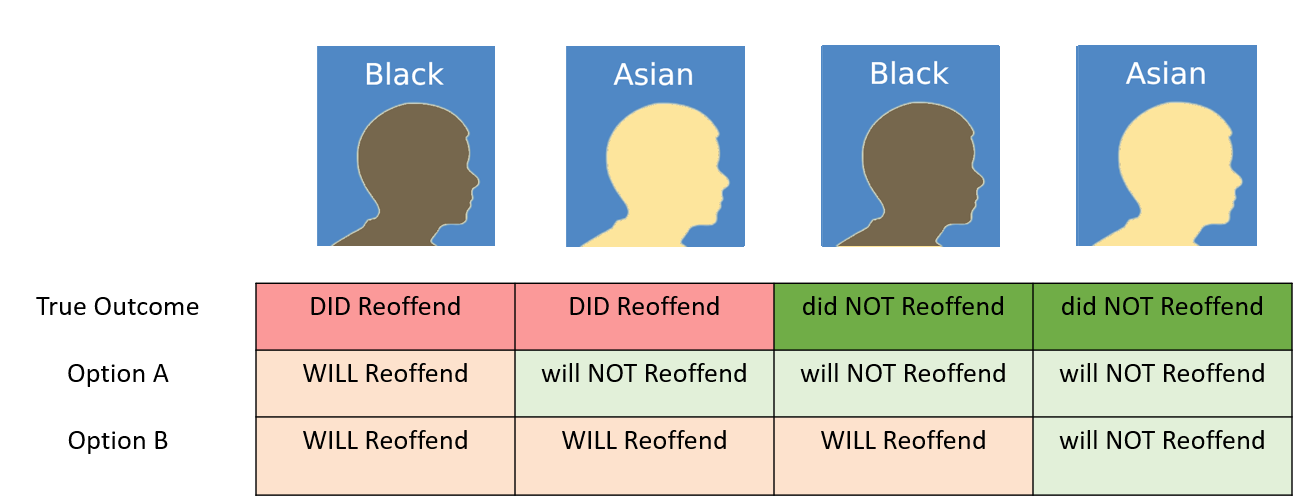 Black Asian Black Asian
True Outcome DID Reoffend DID Reoffend did NOT Reoffend did NOT Reoffend
Option A WILL Reoffend will NOT Reoffend will NOT Reoffend will NOT Reoffend
Option B WILL Reoffend WILL Reoffend WILL Reoffend will NOT Reoffend